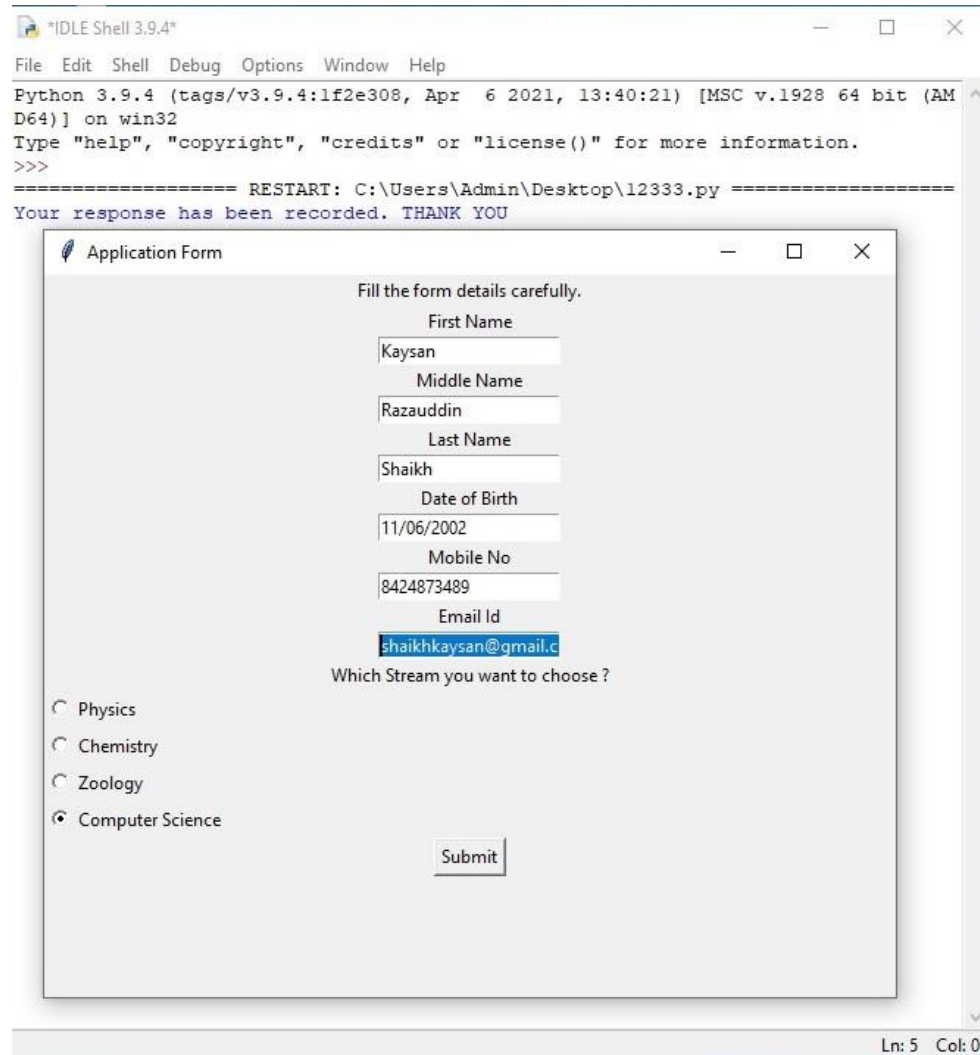 *IDLE Shell 3.9.4*
File Edit Shell Debug Options Window Help
Python 3.9.4 (tags/v3.9.4:1f2e308, Apr  6 2021, 13:40:21) [MSC v.1928 64 bit (AM
D64)] on win32
Type "help", "copyright", "credits" or "license()" for more information.
>>>
=================== RESTART: C:\Users\Admin\Desktop\12333.py ===================
Your response has been recorded. THANK YOU
Application Form
Fill the form details carefully.
First Name
Kaysan
Middle Name
Razauddin
Last Name
Shaikh
Date of Birth
11/06/2002
Mobile No
8424873489
Email Id
shaikhkaysan@gmail.c
Which Stream you want to choose ?
Physics
Chemistry
Zoology
Computer Science
Submit
Ln: 5 Col: 0